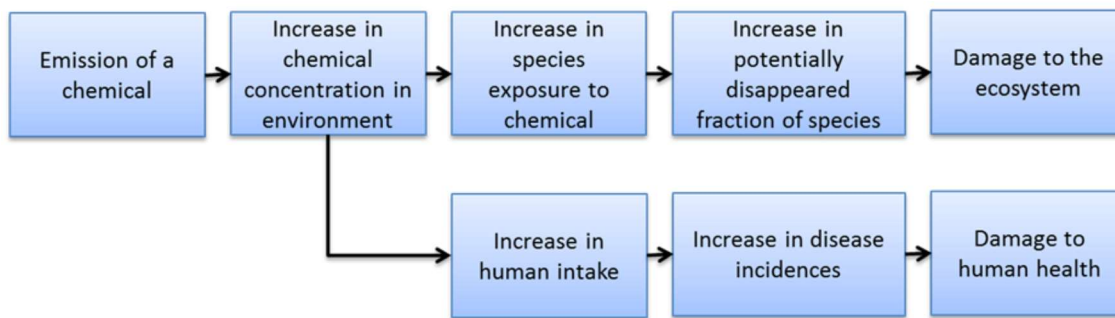 Emission of a
chemical
Increase in
chemical
concentration in
environment
Increase in
species
exposure to
chemical
Increase in
potentially
disappeared
fraction of species
Damage to the
ecosystem
Increase in
human intake
Increase in disease
incidences
Damage to
human health